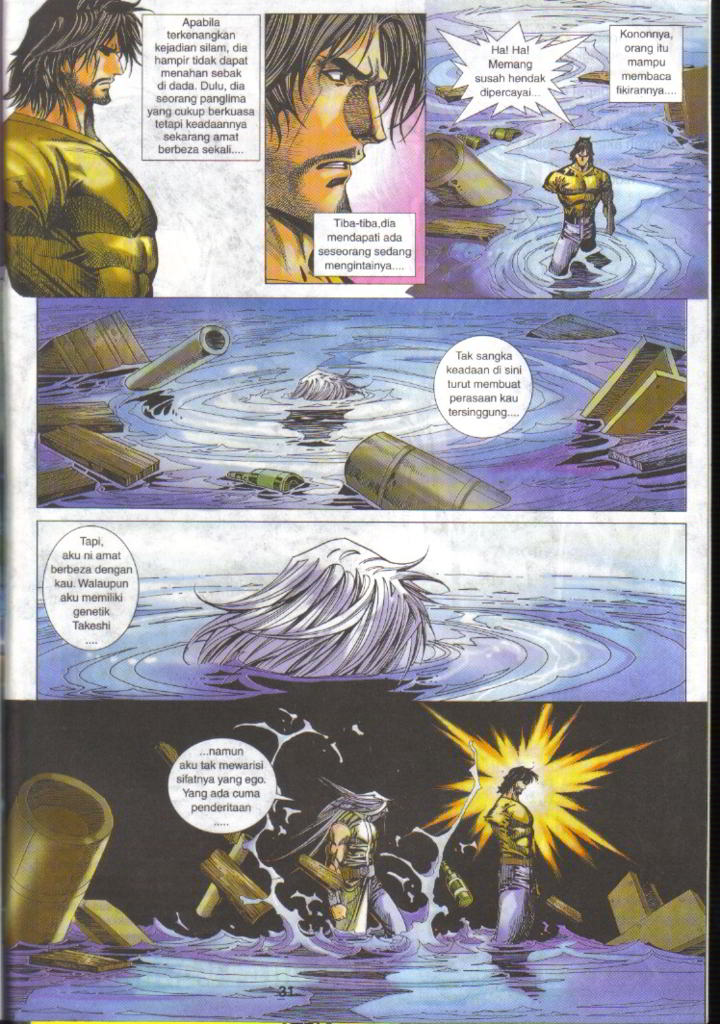 Apabila
terkenangkan
kejadian silam, dia
hampir tidak dapat
menahan sebak
di dada. Dulu, dia
seorang panglima
yang cukup berkuasa
tetapi keadaannya
sekarang amat
berbeza sekali....
Tiba-tiba,dia
mendapati ada
seseorang sedang
mengintainya....
Ha! Ha!
Memang
susah hendak
dipercayai...
Kononnya,
orang itu
mampu
membaca
fikirannya....
Tak sangka
keadaan di sini
turut membuat
perasaan kau
tersinggung....
Tapi,
aku ni amat
berbeza dengan
kau. Walaupun
aku memiliki
genetik
Takeshi
....
...namun
aku tak mewarisi
sifatnya yang ego.
Yang ada cuma
penderitaan
.....
31